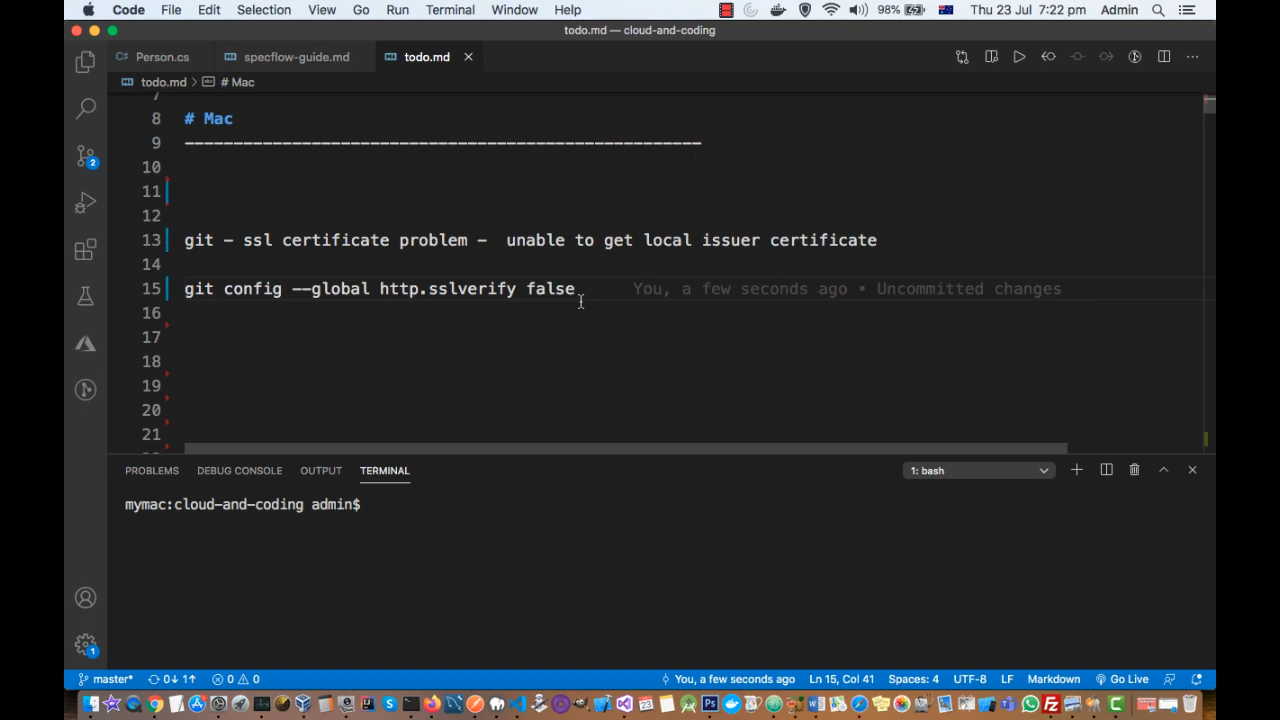 Code File Edit Selection View Go Run Terminal Window Help 98% Thu 23 Jul 7:22 pm Admin
todo.md — cloud-and-coding
Person.cs specflow-guide.md todo.md
todo.md > # Mac
7
8 # Mac
9 -----------------------------------------------------
10
11
12
13 git - ssl certificate problem - unable to get local issuer certificate
14
15 git config --global http.sslverify false You, a few seconds ago • Uncommitted changes
16
17
18
19
20
21
2
PROBLEMS DEBUG CONSOLE OUTPUT TERMINAL 1: bash
mymac:cloud-and-coding admin$
1
master* 0↓ 1↑ 0 0 You, a few seconds ago Ln 15, Col 41 Spaces: 4 UTF-8 LF Markdown Go Live